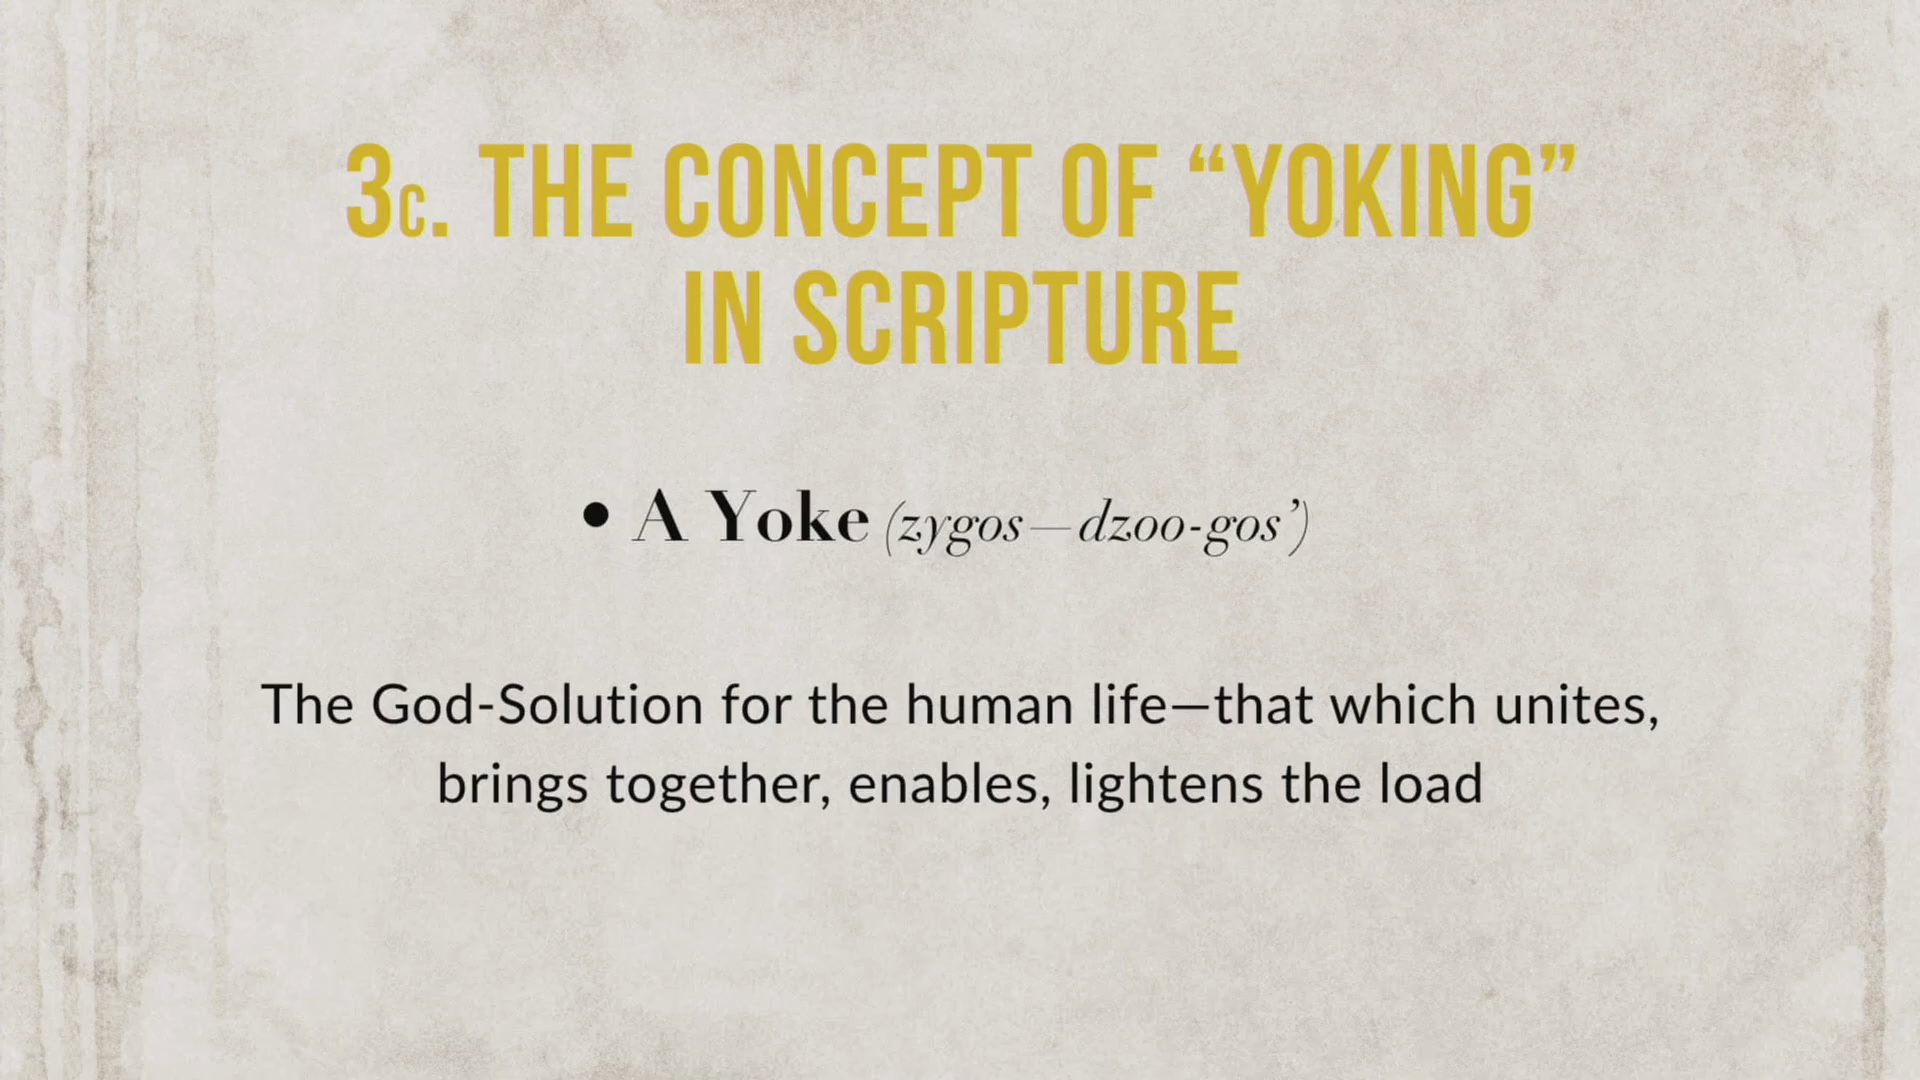 3c. THE CONCEPT OF “YOKING”
IN SCRIPTURE
• A Yoke (zygos—dzoo-gos’)
The God-Solution for the human life—that which unites,
brings together, enables, lightens the load